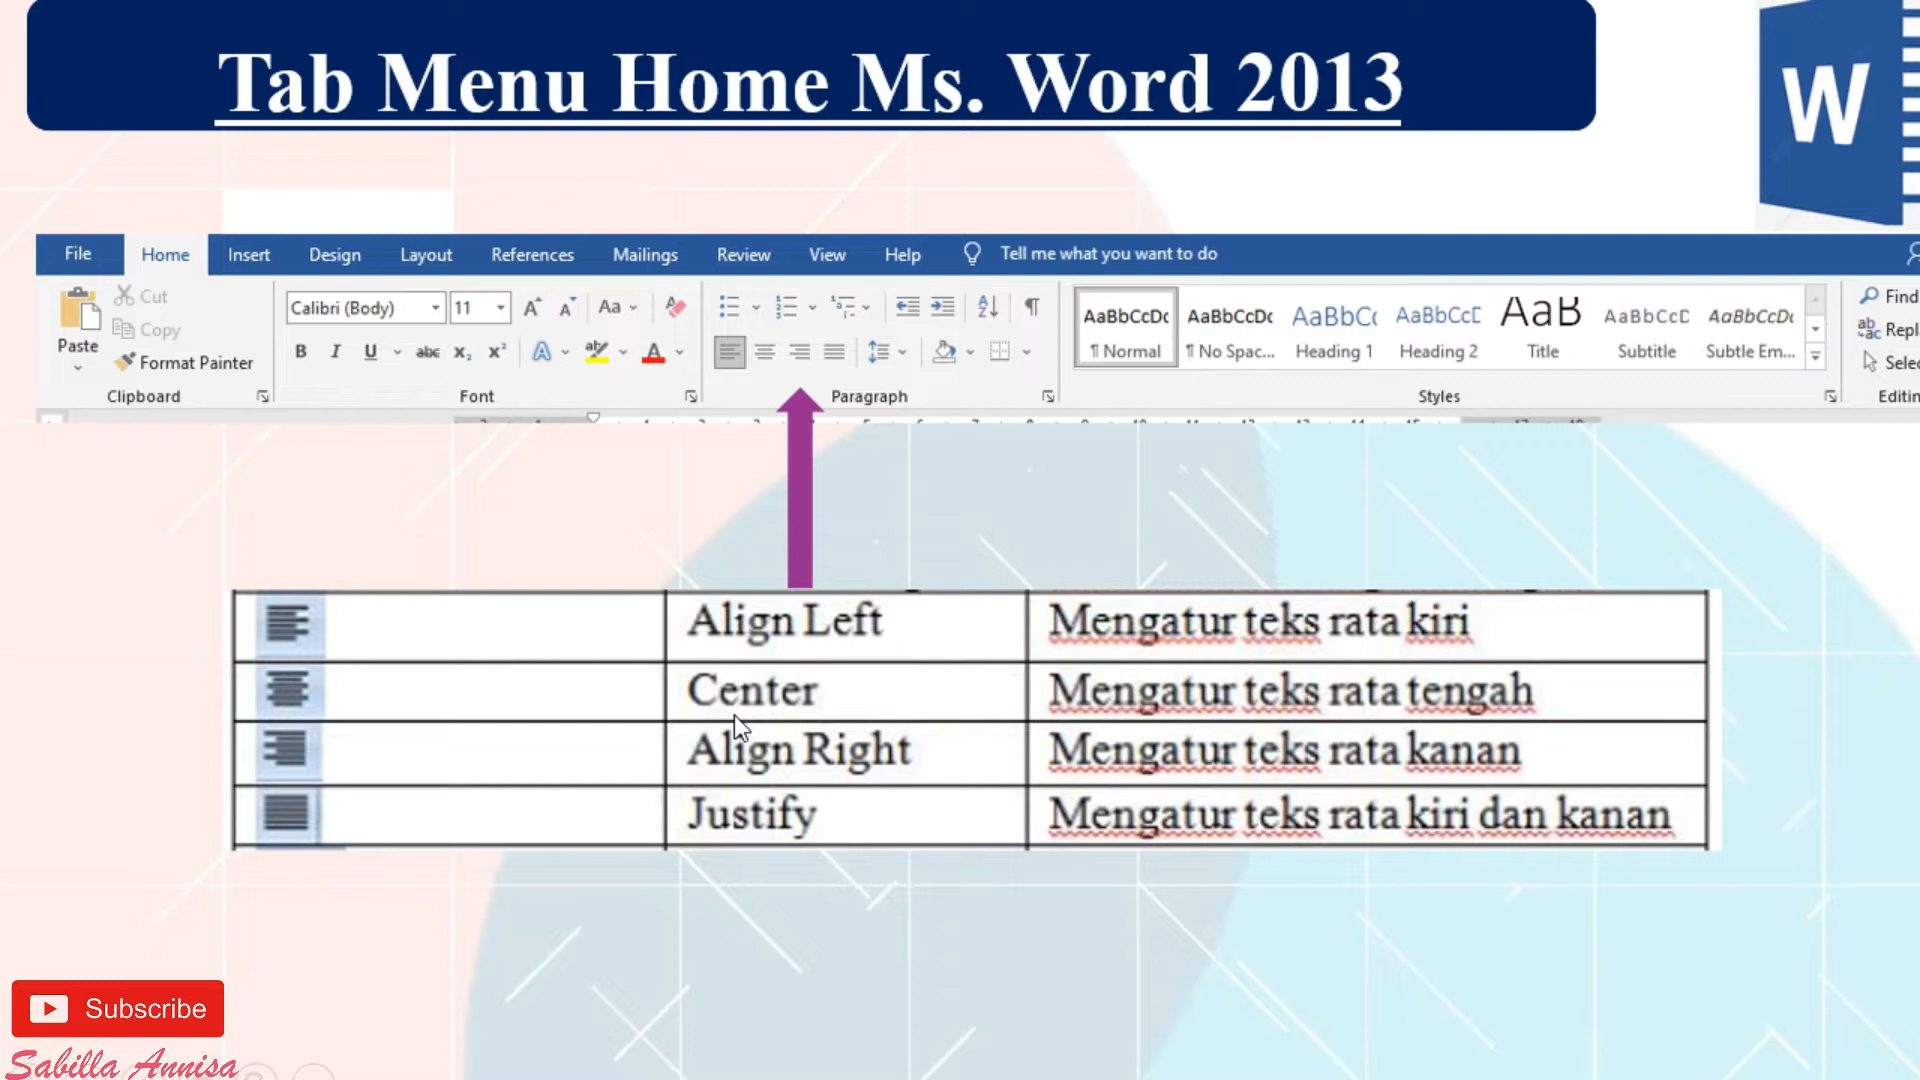 Tab Menu Home Ms. Word 2013
W
File Home Insert Design Layout References Mailings Review View Help Tell me what you want to do
Paste
Cut
Copy
Format Painter
Clipboard
Calibri (Body) 11 A A Aa
B I U abc x₂ x² A aby A
Font
Paragraph
AaBbCcDc AaBbCcDc AaBbC( AaBbCcD AaB AaBbCcD AaBbCcDc
¶ Normal ¶ No Spac... Heading 1 Heading 2 Title Subtitle Subtle Em...
Styles
Find
Repl
Selec
Editin
Align Left Mengatur teks rata kiri
Center Mengatur teks rata tengah
Align Right Mengatur teks rata kanan
Justify Mengatur teks rata kiri dan kanan
Subscribe
Sabilla Annisa